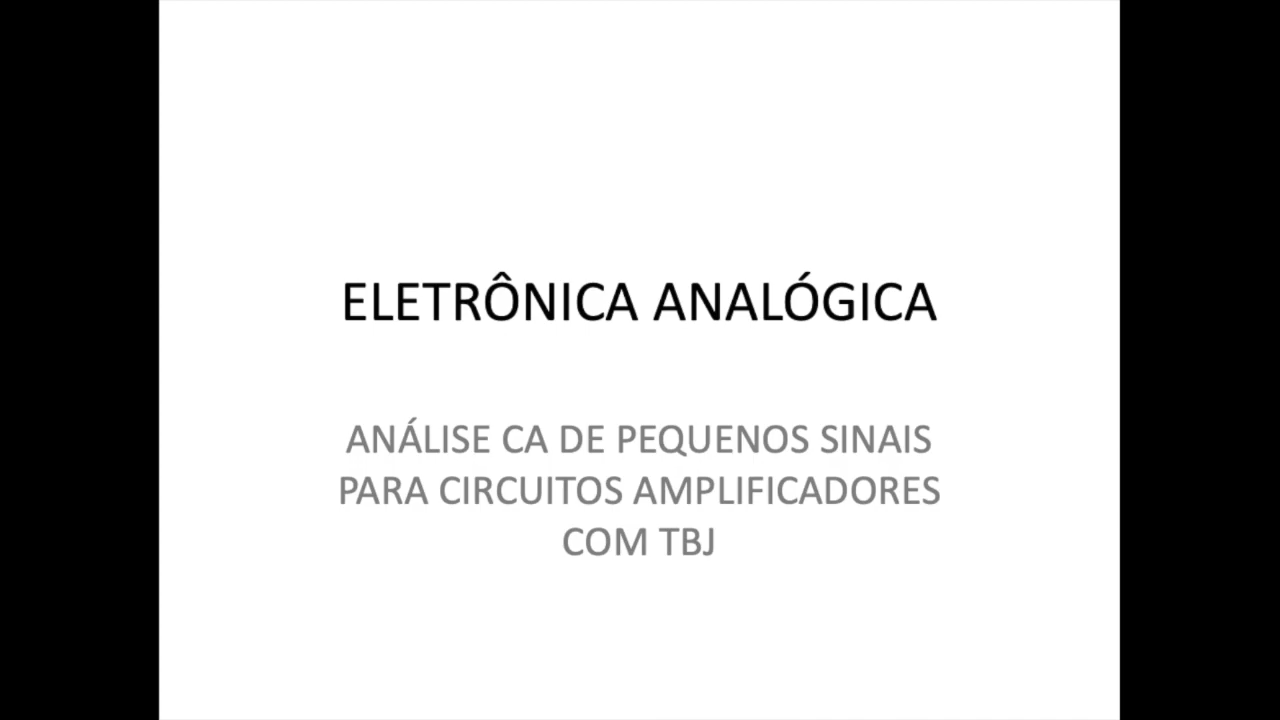 ELETRÔNICA ANALÓGICA
ANÁLISE CA DE PEQUENOS SINAIS
PARA CIRCUITOS AMPLIFICADORES
COM TBJ